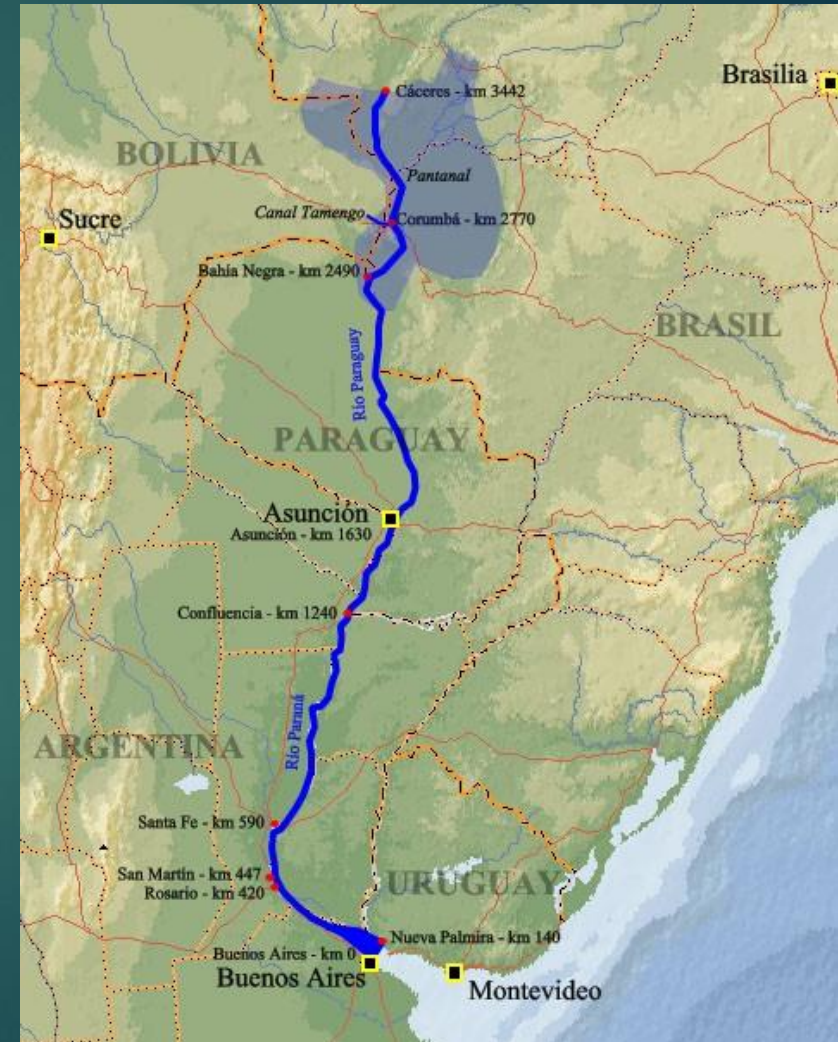 Brasilia
Cáceres - km 3442
BOLIVIA
Pantanal
Canal Tamengo
Corumbá - km 2770
Sucre
Bahia Negra - km 2490
BRASIL
Río Paraguay
PARAGUAY
Asunción
Asunción - km 1630
Confluencia - km 1240
Río Paraná
ARGENTINA
Santa Fe - km 590
San Martín - km 447
Rosario - km 420
URUGUAY
Nueva Palmira - km 140
Buenos Aires - km 0
Buenos Aires
Montevideo